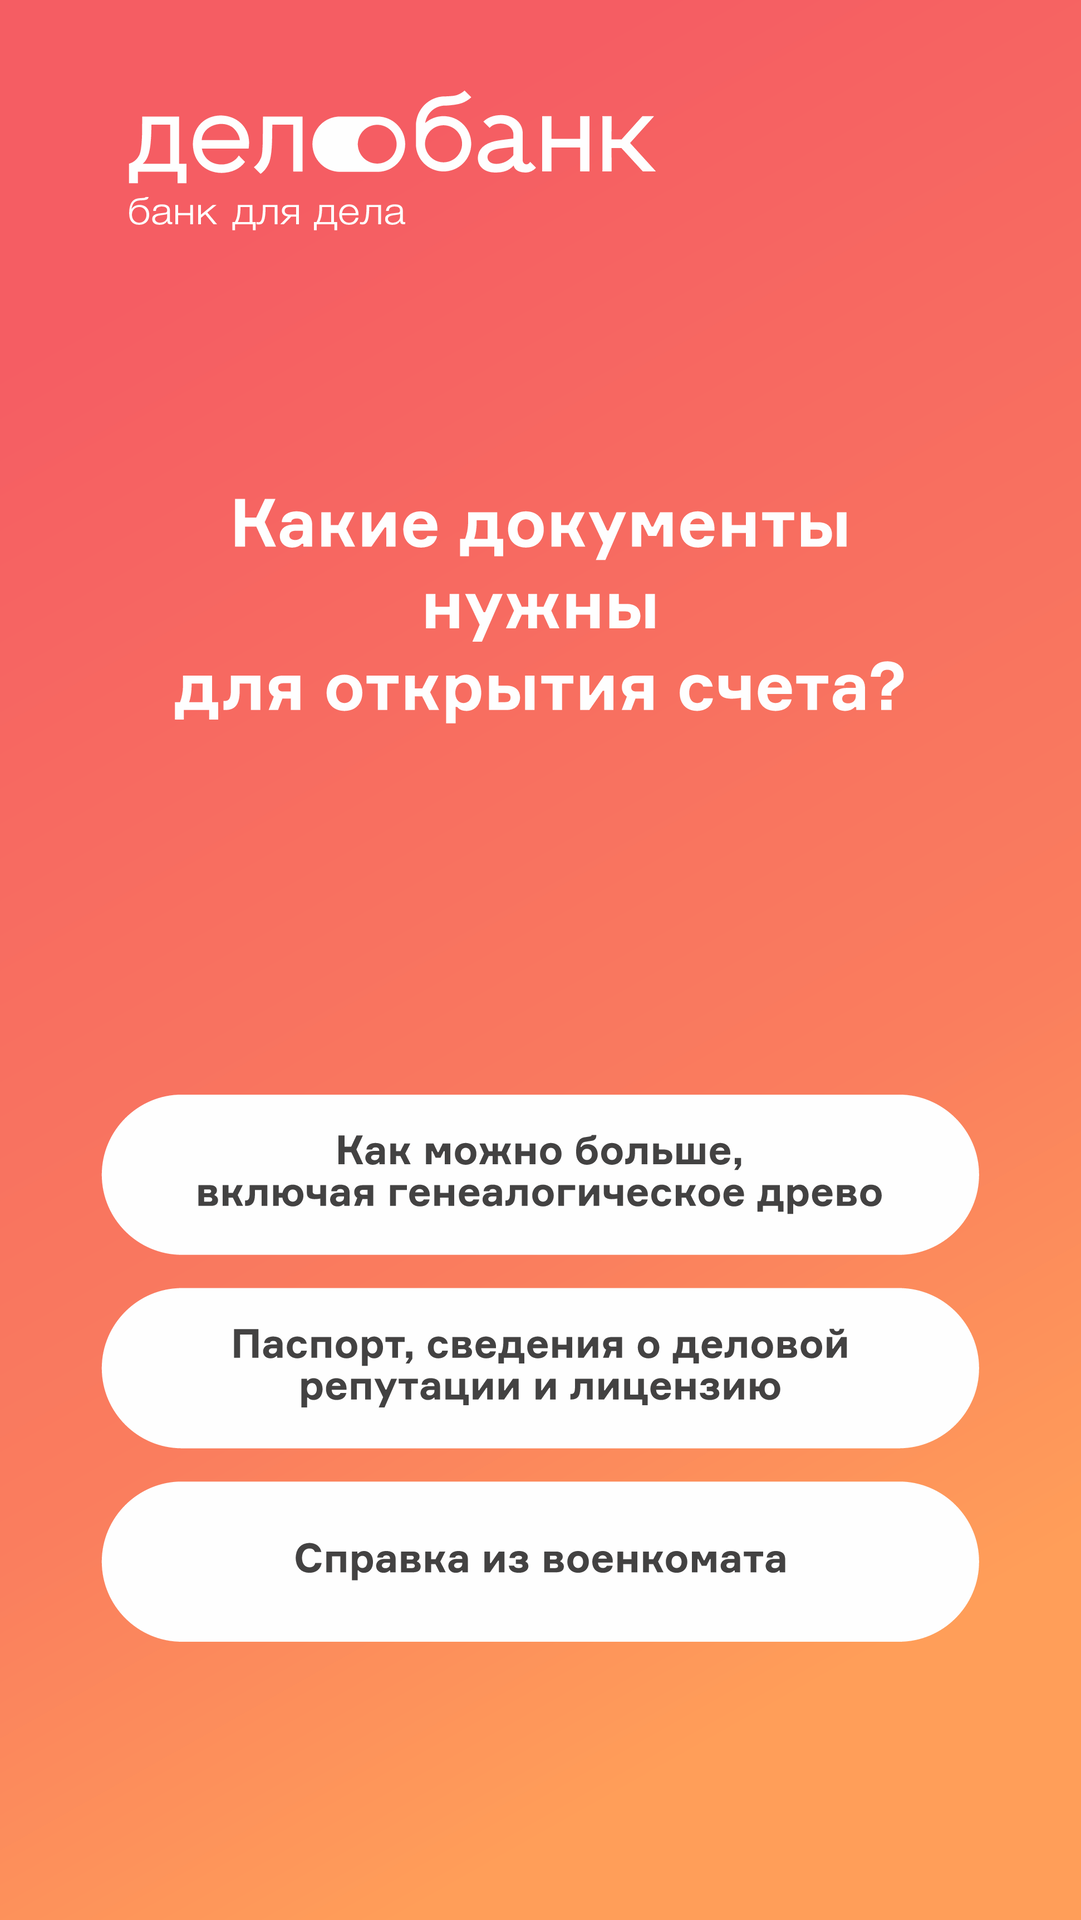 делобанк
банк для дела
Какие документы
нужны
для открытия счета?
Как можно больше,
включая генеалогическое древо
Паспорт, сведения о деловой
репутации и лицензию
Справка из военкомата